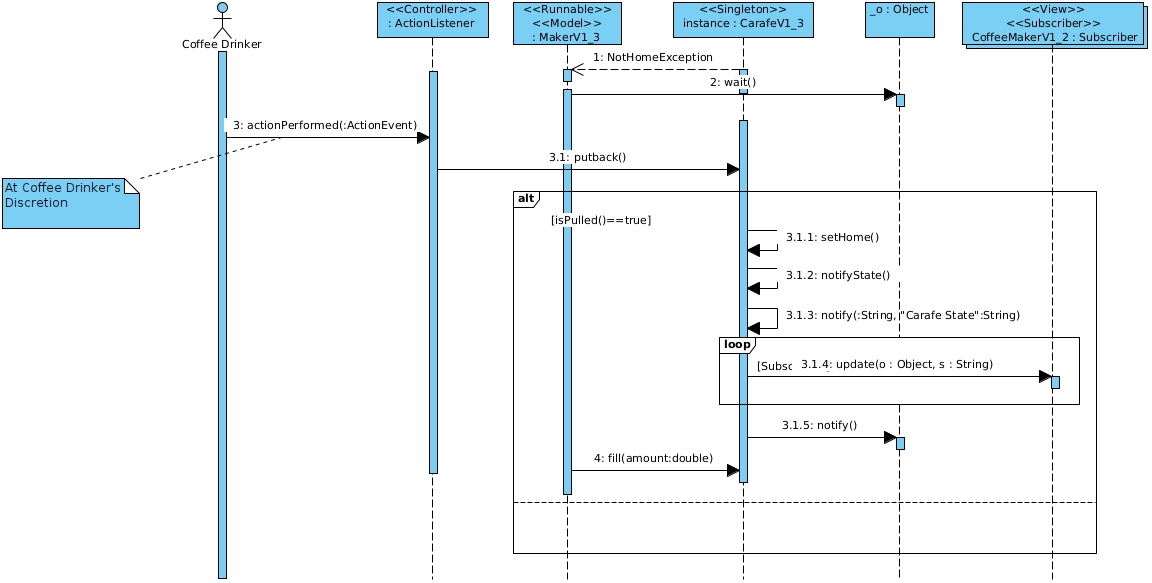 <<Controller>>
: ActionListener
<<Runnable>>
<<Model>>
: MakerV1_3
<<Singleton>>
instance : CarafeV1_3
_o : Object
<<View>>
<<Subscriber>>
CoffeeMakerV1_2 : Subscriber
Coffee Drinker
1: NotHomeException
2: wait()
3: actionPerformed(:ActionEvent)
3.1: putback()
At Coffee Drinker's
Discretion
alt
[isPulled()==true]
3.1.1: setHome()
3.1.2: notifyState()
3.1.3: notify(:String, "Carafe State":String)
loop
3.1.4: update(o : Object, s : String)
3.1.5: notify()
4: fill(amount:double)